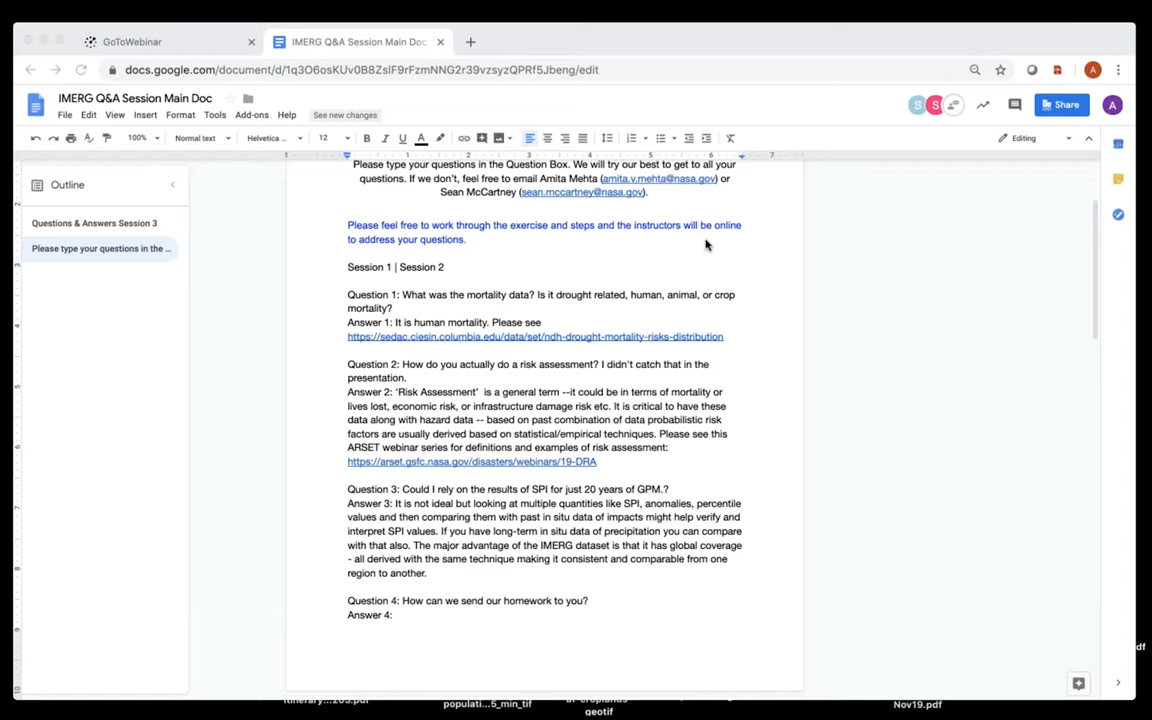 GoToWebinar
IMERG Q&A Session Main Doc
docs.google.com/document/d/1q3O6osKUv0B8ZslF9rFzmNNG2r39vzsyzQPRf5Jbeng/edit
A
IMERG Q&A Session Main Doc
File Edit View Insert Format Tools Add-ons Help See new changes
S S Share A
100% Normal text Helvetica ... 12 B I U A Editing
1 1 2 3 4 5 6 7
Outline
Questions & Answers Session 3
Please type your questions in the ...
Please type your questions in the Question Box. We will try our best to get to all your
questions. If we don't, feel free to email Amita Mehta (amita.v.mehta@nasa.gov) or
Sean McCartney (sean.mccartney@nasa.gov).
Please feel free to work through the exercise and steps and the instructors will be online
to address your questions.
Session 1 | Session 2
Question 1: What was the mortality data? Is it drought related, human, animal, or crop
mortality?
Answer 1: It is human mortality. Please see
https://sedac.ciesin.columbia.edu/data/set/ndh-drought-mortality-risks-distribution
Question 2: How do you actually do a risk assessment? I didn't catch that in the
presentation.
Answer 2: 'Risk Assessment'  is a general term --it could be in terms of mortality or
lives lost, economic risk, or infrastructure damage risk etc. It is critical to have these
data along with hazard data -- based on past combination of data probabilistic risk
factors are usually derived based on statistical/empirical techniques. Please see this
ARSET webinar series for definitions and examples of risk assessment:
https://arset.gsfc.nasa.gov/disasters/webinars/19-DRA
Question 3: Could I rely on the results of SPI for just 20 years of GPM.?
Answer 3: It is not ideal but looking at multiple quantities like SPI, anomalies, percentile
values and then comparing them with past in situ data of impacts might help verify and
interpret SPI values. If you have long-term in situ data of precipitation you can compare
with that also. The major advantage of the IMERG dataset is that it has global coverage
- all derived with the same technique making it consistent and comparable from one
region to another.
Question 4: How can we send our homework to you?
Answer 4:
df
populati...5_min_tif
geotif
Nov19.pdf